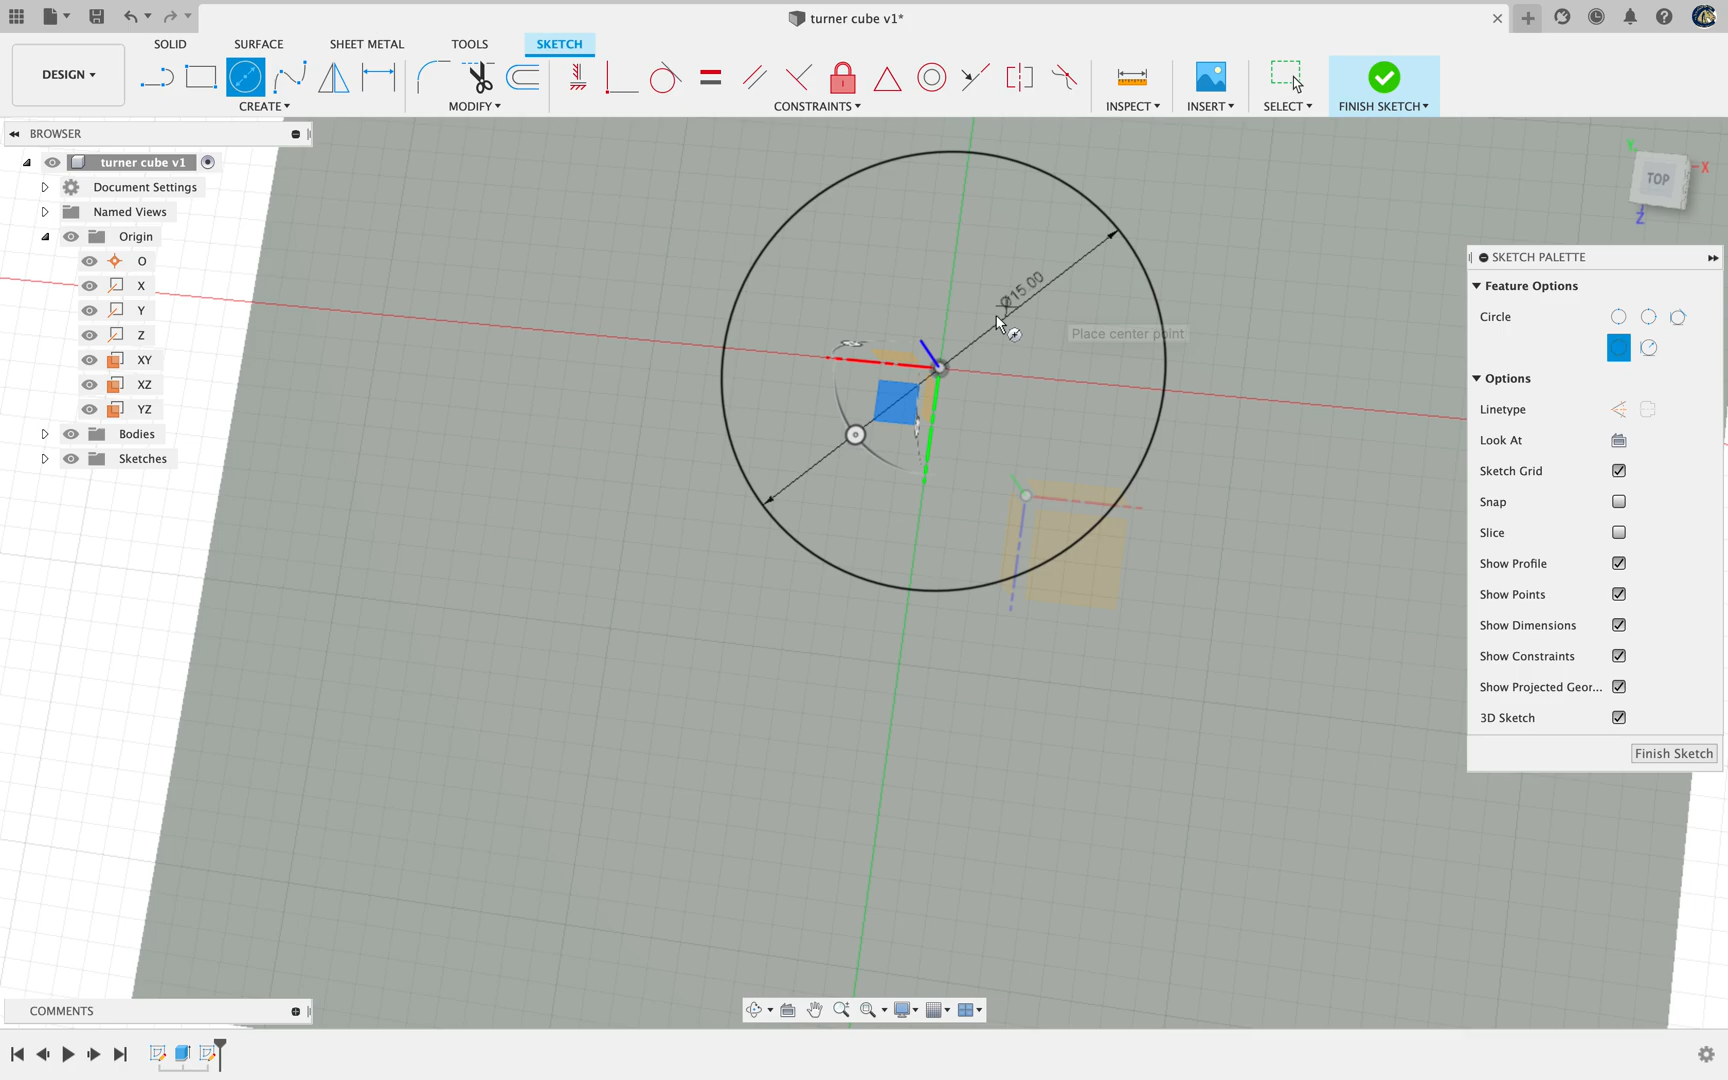 turner cube v1*
SOLID SURFACE SHEET METAL TOOLS SKETCH
DESIGN
CREATE MODIFY CONSTRAINTS INSPECT INSERT SELECT FINISH SKETCH
BROWSER
turner cube v1
Document Settings
Named Views
Origin
O
X
Y
Z
XY
XZ
YZ
Bodies
Sketches
Ø15.00
Place center point
Y
TOP
X
Z
SKETCH PALETTE
Feature Options
Circle
Options
Linetype
Look At
Sketch Grid
Snap
Slice
Show Profile
Show Points
Show Dimensions
Show Constraints
Show Projected Geor...
3D Sketch
Finish Sketch
COMMENTS